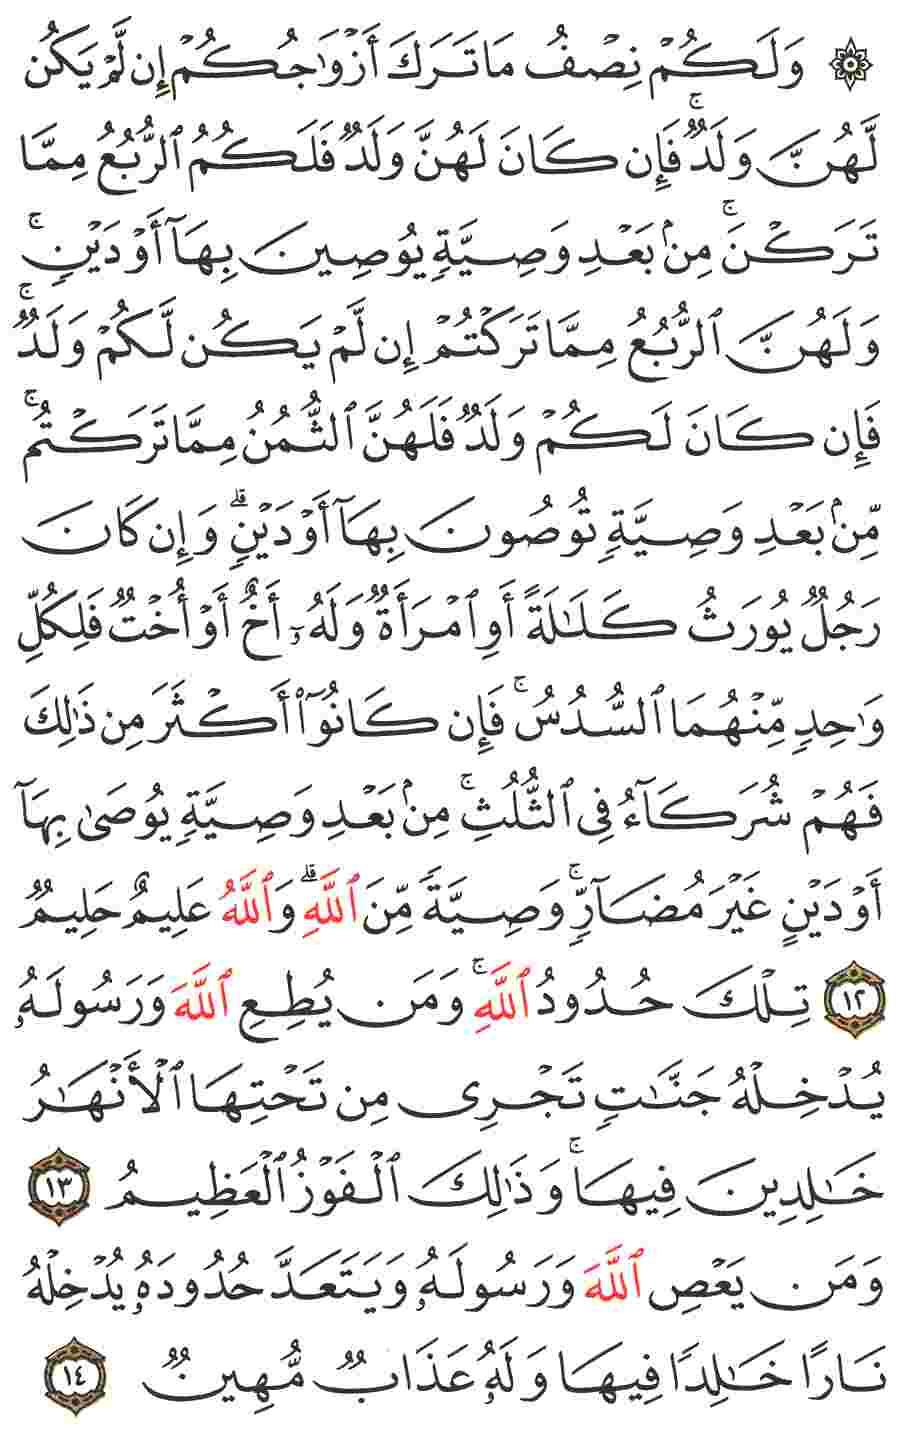 ۞ وَلَكُمْ نِصْفُ مَا تَرَكَ أَزْوَٰجُكُمْ إِن لَّمْ يَكُن
لَّهُنَّ وَلَدٌ ۚ فَإِن كَانَ لَهُنَّ وَلَدٌ فَلَكُمُ ٱلرُّبُعُ مِمَّا
تَرَكْنَ ۚ مِنۢ بَعْدِ وَصِيَّةٍ يُوصِينَ بِهَآ أَوْ دَيْنٍ ۚ
وَلَهُنَّ ٱلرُّبُعُ مِمَّا تَرَكْتُمْ إِن لَّمْ يَكُن لَّكُمْ وَلَدٌ ۚ
فَإِن كَانَ لَكُمْ وَلَدٌ فَلَهُنَّ ٱلثُّمُنُ مِمَّا تَرَكْتُم ۚ
مِّنۢ بَعْدِ وَصِيَّةٍ تُوصُونَ بِهَآ أَوْ دَيْنٍ ۗ وَإِن كَانَ
رَجُلٌ يُورَثُ كَلَـٰلَةً أَوِ ٱمْرَأَةٌ وَلَهُۥٓ أَخٌ أَوْ أُخْتٌ فَلِكُلِّ
وَٰحِدٍ مِّنْهُمَا ٱلسُّدُسُ ۚ فَإِن كَانُوٓا۟ أَكْثَرَ مِن ذَٰلِكَ
فَهُمْ شُرَكَآءُ فِى ٱلثُّلُثِ ۚ مِنۢ بَعْدِ وَصِيَّةٍ يُوصَىٰ بِهَآ
أَوْ دَيْنٍ غَيْرَ مُضَآرٍّ ۚ وَصِيَّةً مِّنَ ٱللَّهِ ۗ وَٱللَّهُ عَلِيمٌ حَلِيمٌ
١٢ تِلْكَ حُدُودُ ٱللَّهِ ۚ وَمَن يُطِعِ ٱللَّهَ وَرَسُولَهُۥ
يُدْخِلْهُ جَنَّـٰتٍ تَجْرِى مِن تَحْتِهَا ٱلْأَنْهَـٰرُ
خَـٰلِدِينَ فِيهَا ۚ وَذَٰلِكَ ٱلْفَوْزُ ٱلْعَظِيمُ ١٣
وَمَن يَعْصِ ٱللَّهَ وَرَسُولَهُۥ وَيَتَعَدَّ حُدُودَهُۥ يُدْخِلْهُ
نَارًا خَـٰلِدًا فِيهَا وَلَهُۥ عَذَابٌ مُّهِينٌ ١٤